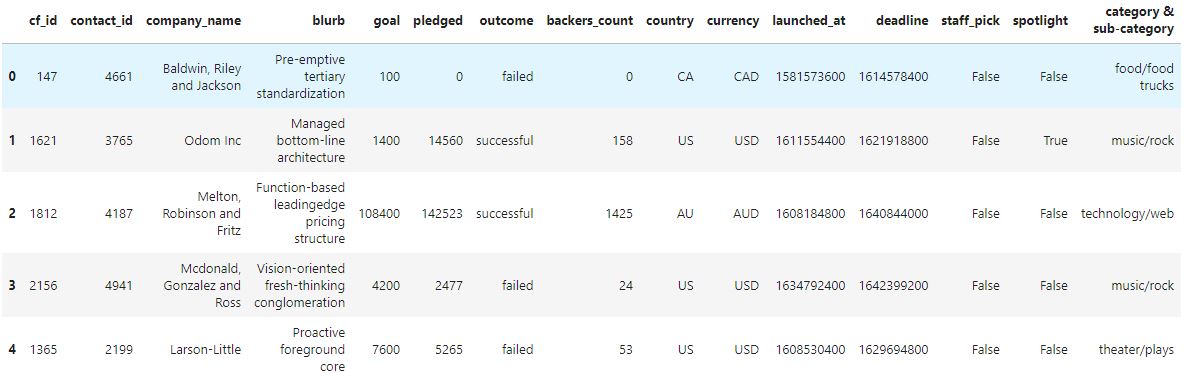 cf_id contact_id company_name blurb goal pledged outcome backers_count country currency launched_at deadline staff_pick spotlight category &
sub-category
0 147 4661 Baldwin, Riley
and Jackson Pre-emptive
tertiary
standardization 100 0 failed 0 CA CAD 1581573600 1614578400 False False food/food
trucks
1 1621 3765 Odom Inc Managed
bottom-line
architecture 1400 14560 successful 158 US USD 1611554400 1621918800 False True music/rock
2 1812 4187 Melton,
Robinson and
Fritz Function-based
leadingedge
pricing
structure 108400 142523 successful 1425 AU AUD 1608184800 1640844000 False False technology/web
3 2156 4941 Mcdonald,
Gonzalez and
Ross Vision-oriented
fresh-thinking
conglomeration 4200 2477 failed 24 US USD 1634792400 1642399200 False False music/rock
4 1365 2199 Larson-Little Proactive
foreground
core 7600 5265 failed 53 US USD 1608530400 1629694800 False False theater/plays